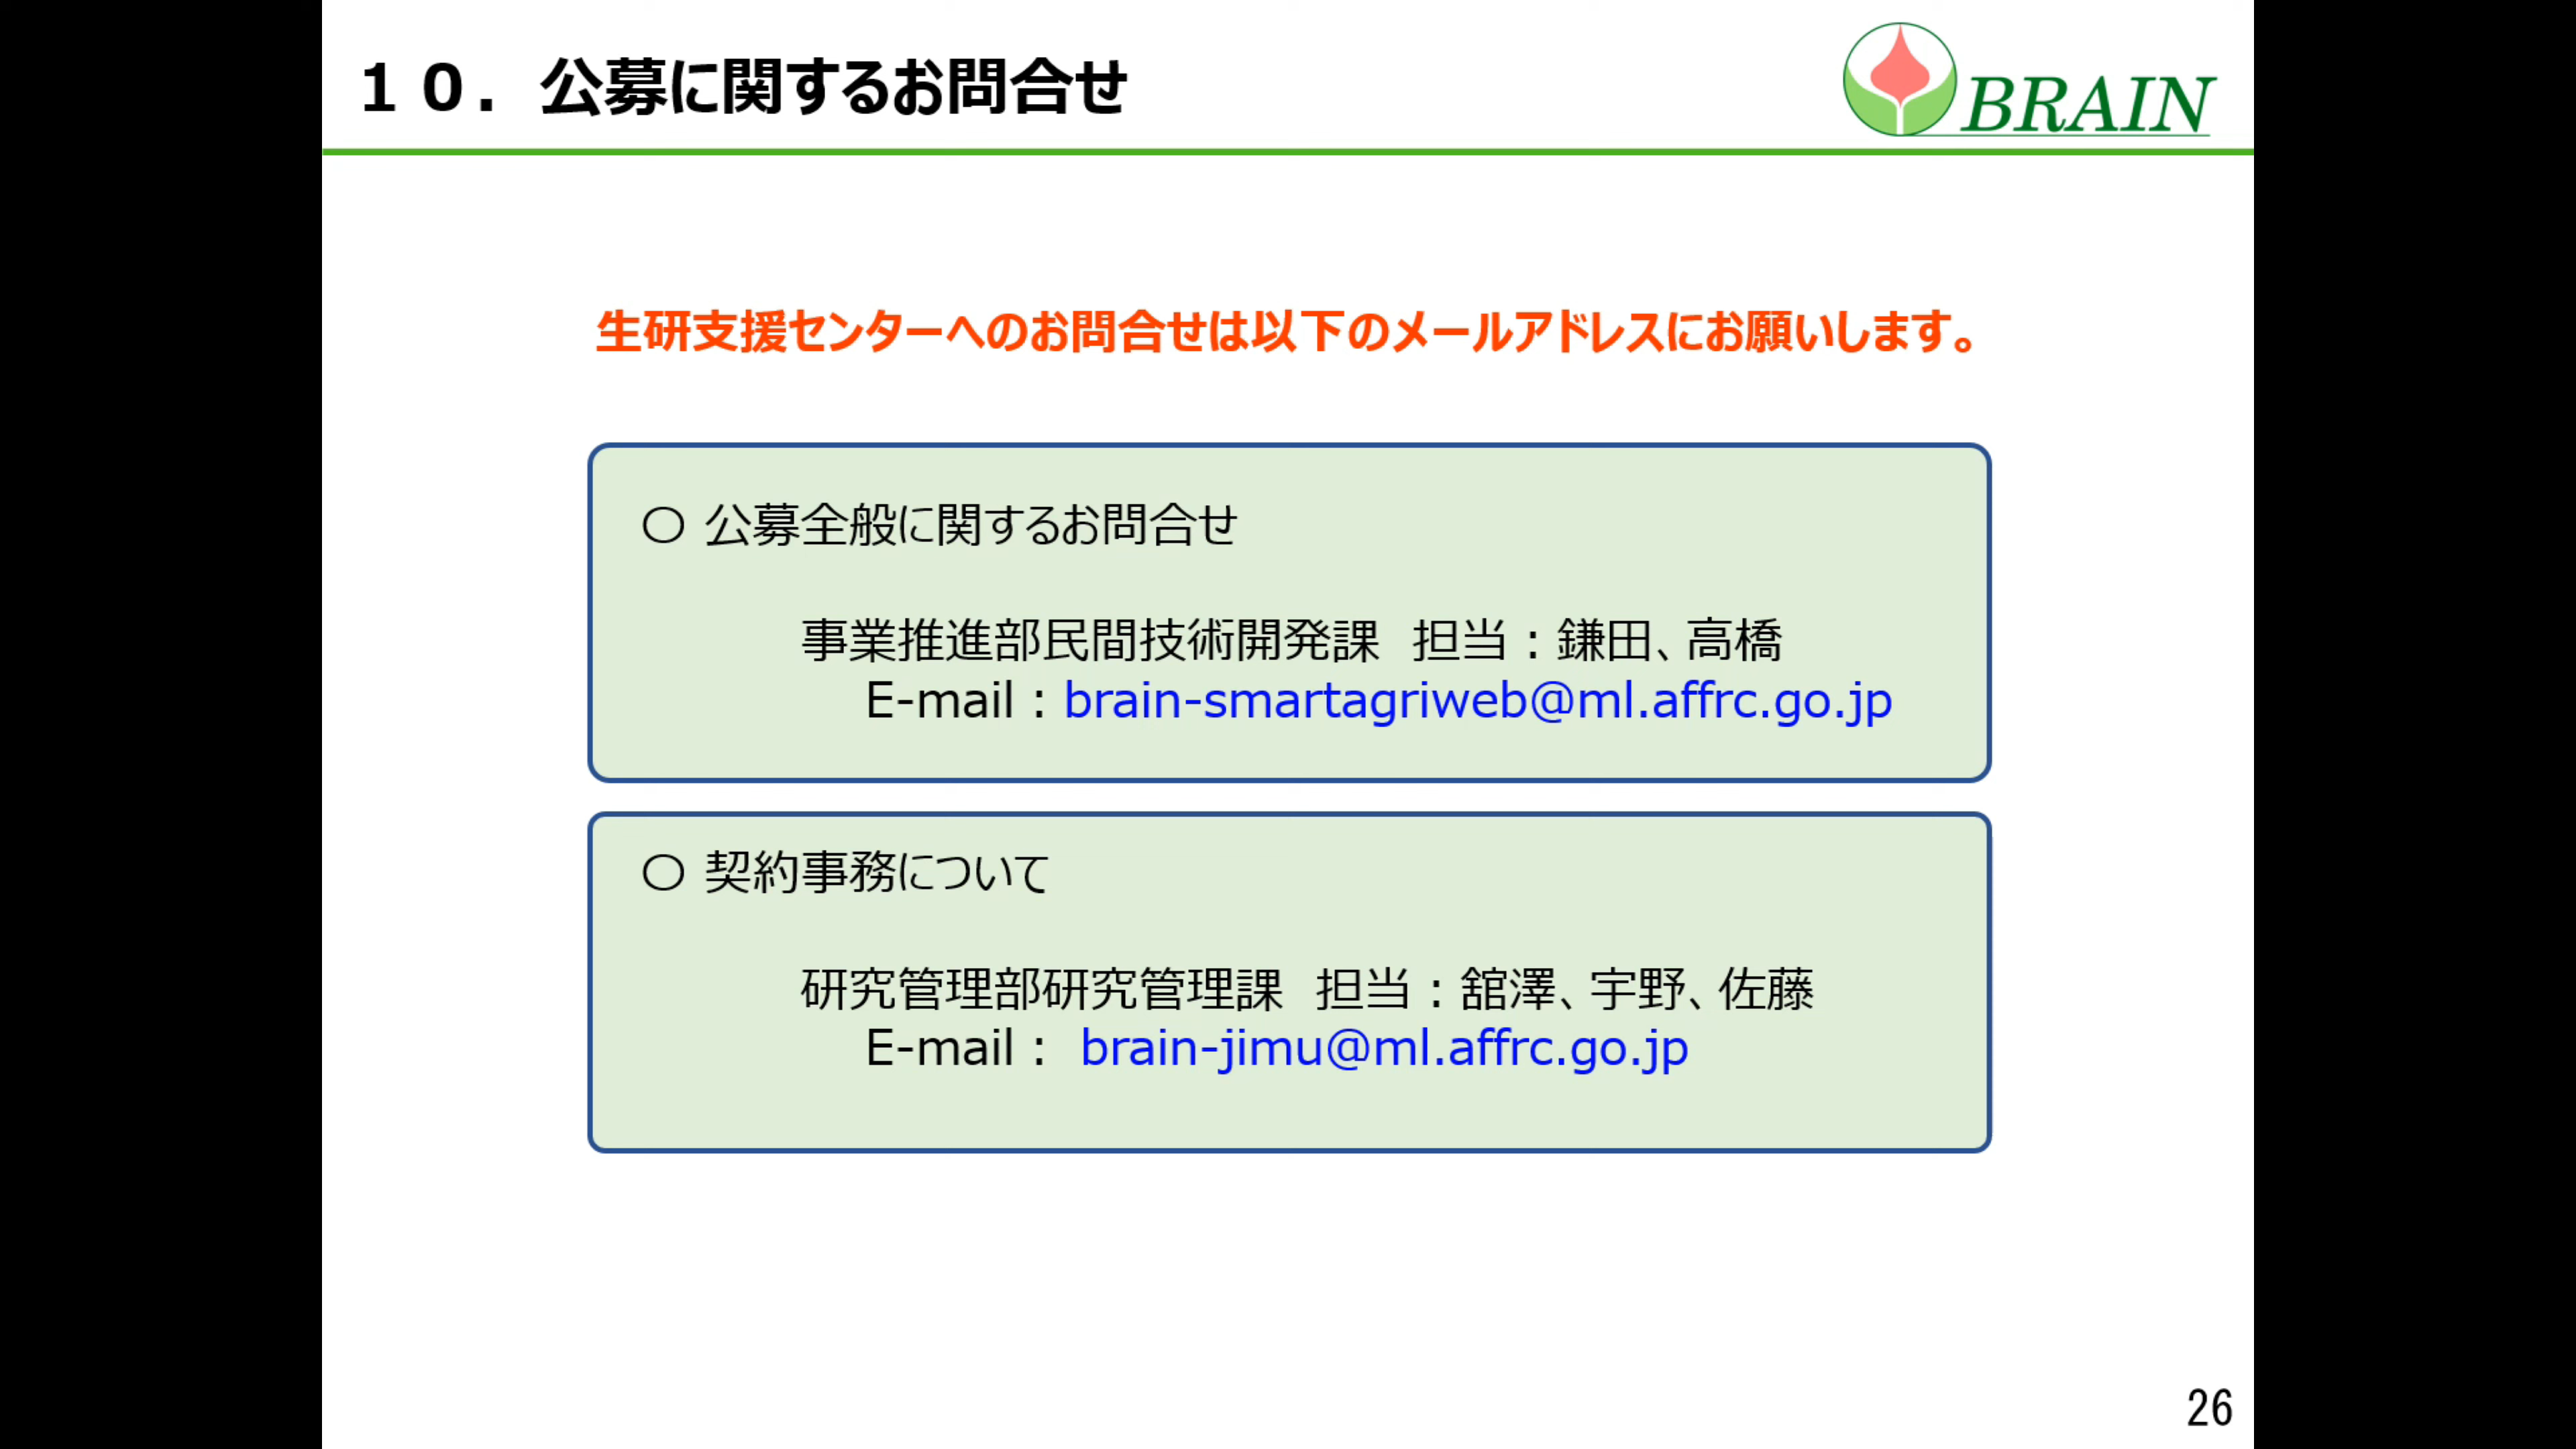 １０．公募に関するお問合せ
BRAIN
生研支援センターへのお問合せは以下のメールアドレスにお願いします。
○ 公募全般に関するお問合せ
事業推進部民間技術開発課　担当：鎌田、高橋
E-mail：brain-smartagriweb@ml.affrc.go.jp
○ 契約事務について
研究管理部研究管理課　担当：舘澤、宇野、佐藤
E-mail： brain-jimu@ml.affrc.go.jp
26